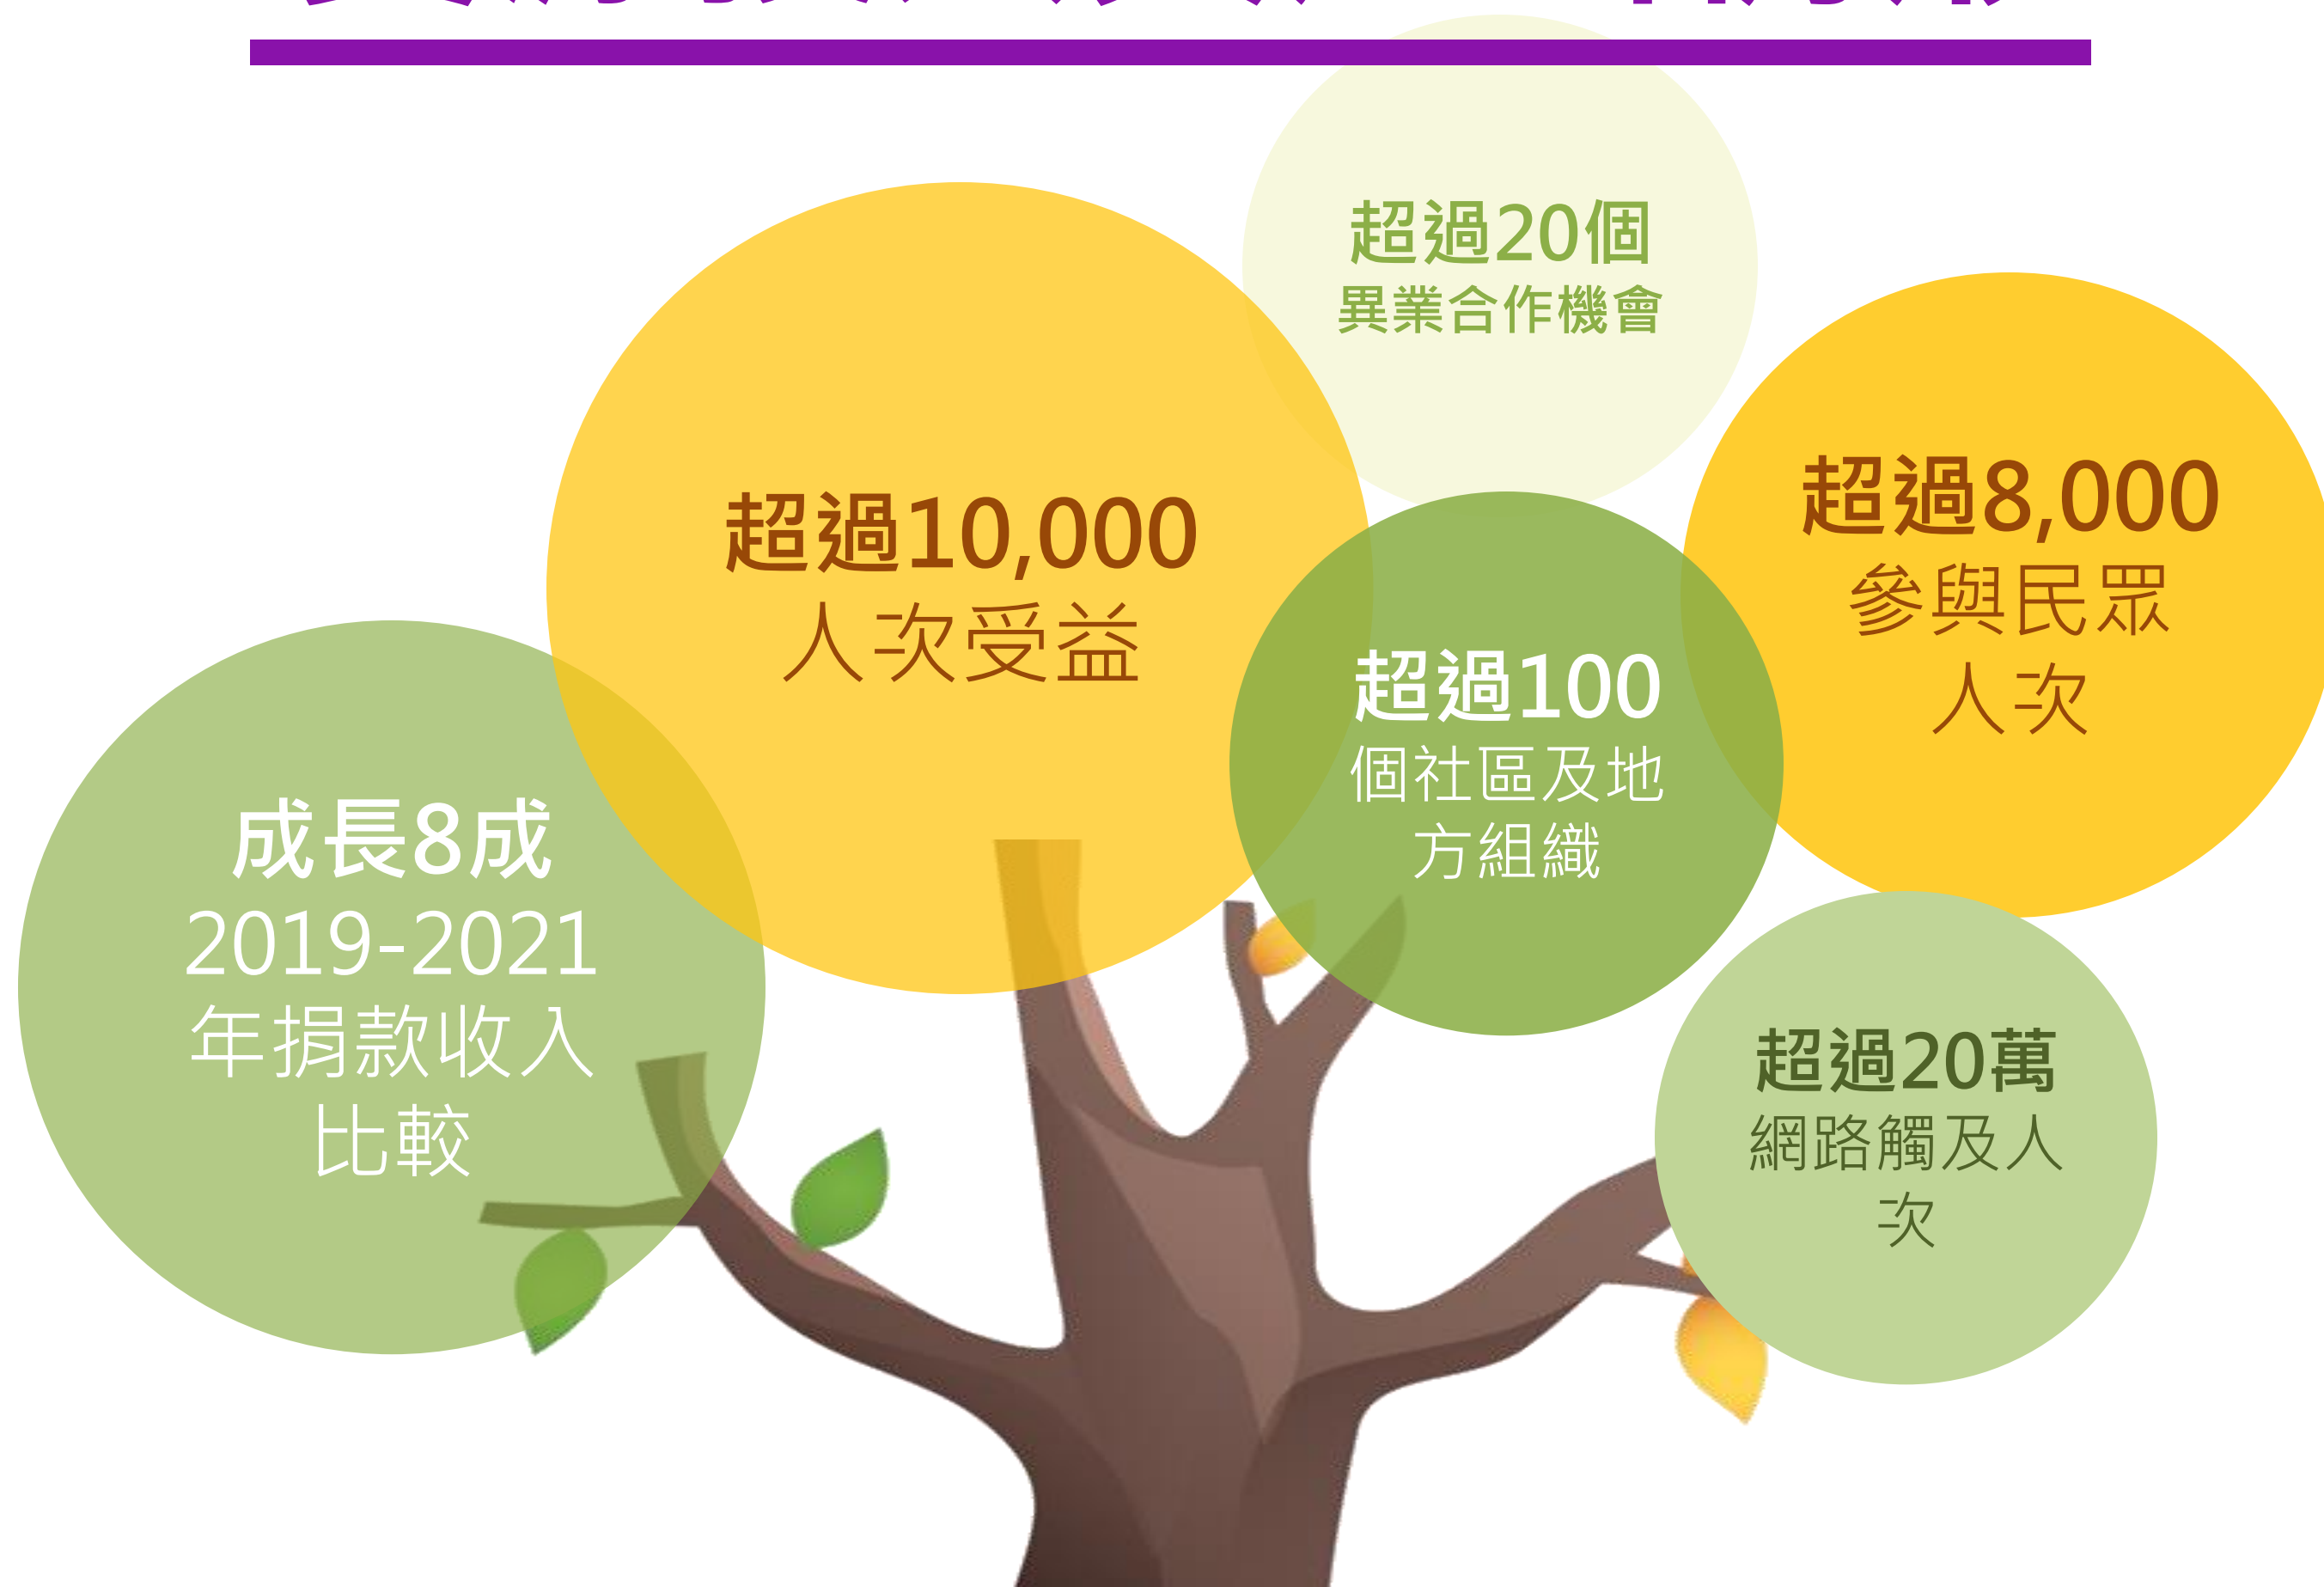 超過20個
異業合作機會
超過10,000
人次受益
超過8,000
參與民眾
人次
超過100
個社區及地
方組織
成長8成
2019-2021
年捐款收入
比較
超過20萬
網路觸及人
次